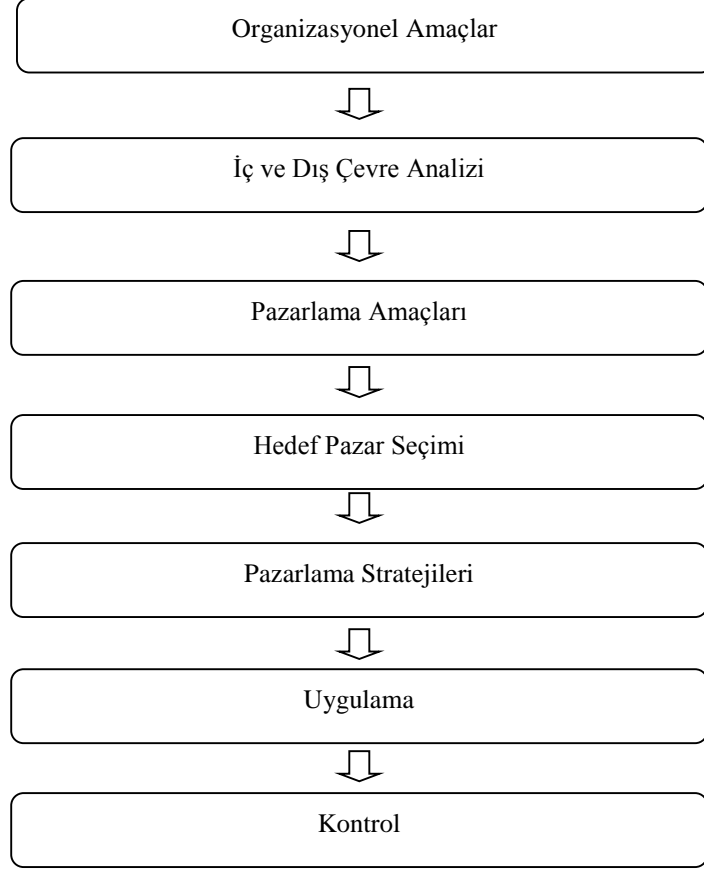 Organizasyonel Amaçlar
İç ve Dış Çevre Analizi
Pazarlama Amaçları
Hedef Pazar Seçimi
Pazarlama Stratejileri
Uygulama
Kontrol